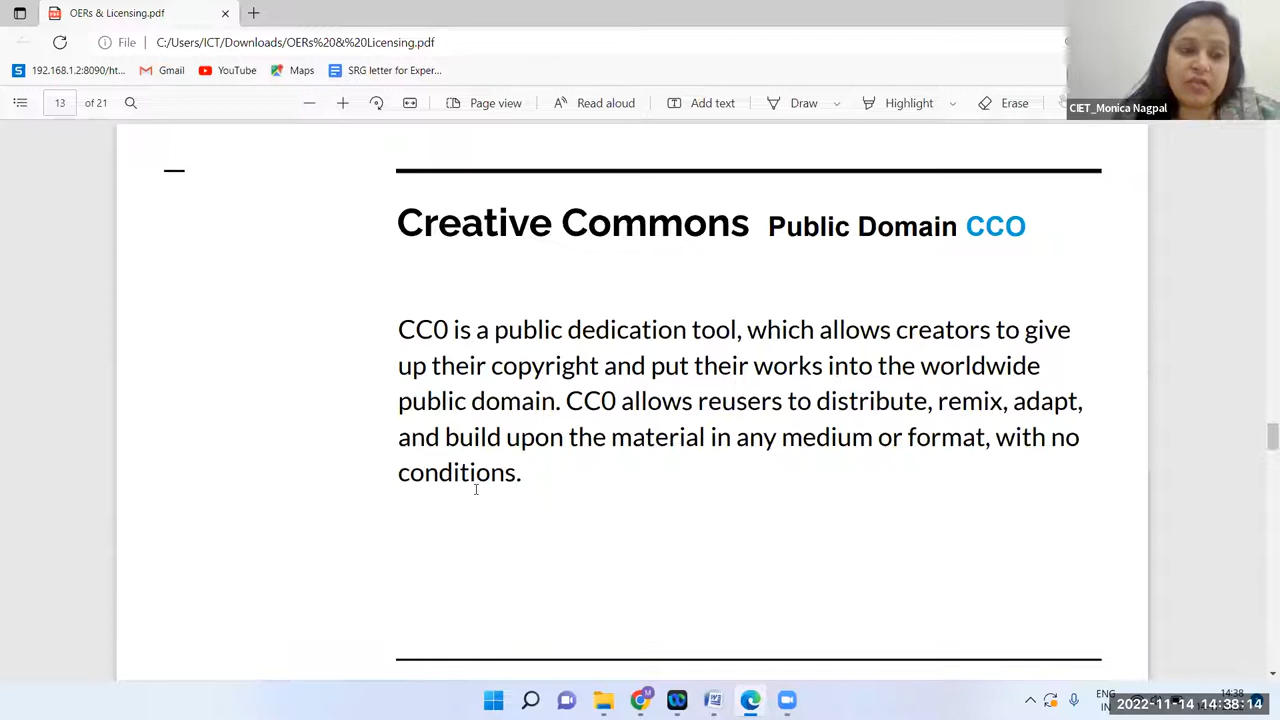 OERs & Licensing.pdf
File C:/Users/ICT/Downloads/OERs%20&%20Licensing.pdf
192.168.1.2:8090/ht... Gmail YouTube Maps SRG letter for Exper...
13 of 21 Page view Read aloud Add text Draw Highlight Erase
CIET_Monica Nagpal
Creative Commons Public Domain CCO
CC0 is a public dedication tool, which allows creators to give
up their copyright and put their works into the worldwide
public domain. CC0 allows reusers to distribute, remix, adapt,
and build upon the material in any medium or format, with no
conditions.
ENG
IN
14:38
2022-11-14 14:38:14